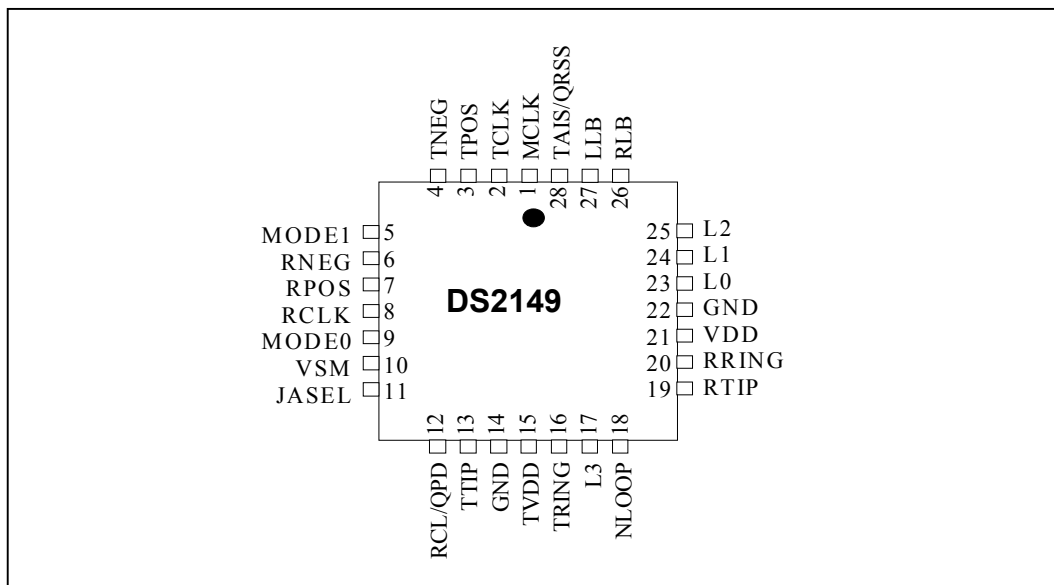 TNEG
TPOS
TCLK
MCLK
TAIS/QRSS
LLB
RLB
4
3
2
1
28
27
26
MODE1 5
RNEG 6
RPOS 7
RCLK 8
MODE0 9
VSM 10
JASEL 11
DS2149
25 L2
24 L1
23 L0
22 GND
21 VDD
20 RRING
19 RTIP
12
13
14
15
16
17
18
RCL/QPD
TTIP
GND
TVDD
TRING
L3
NLOOP